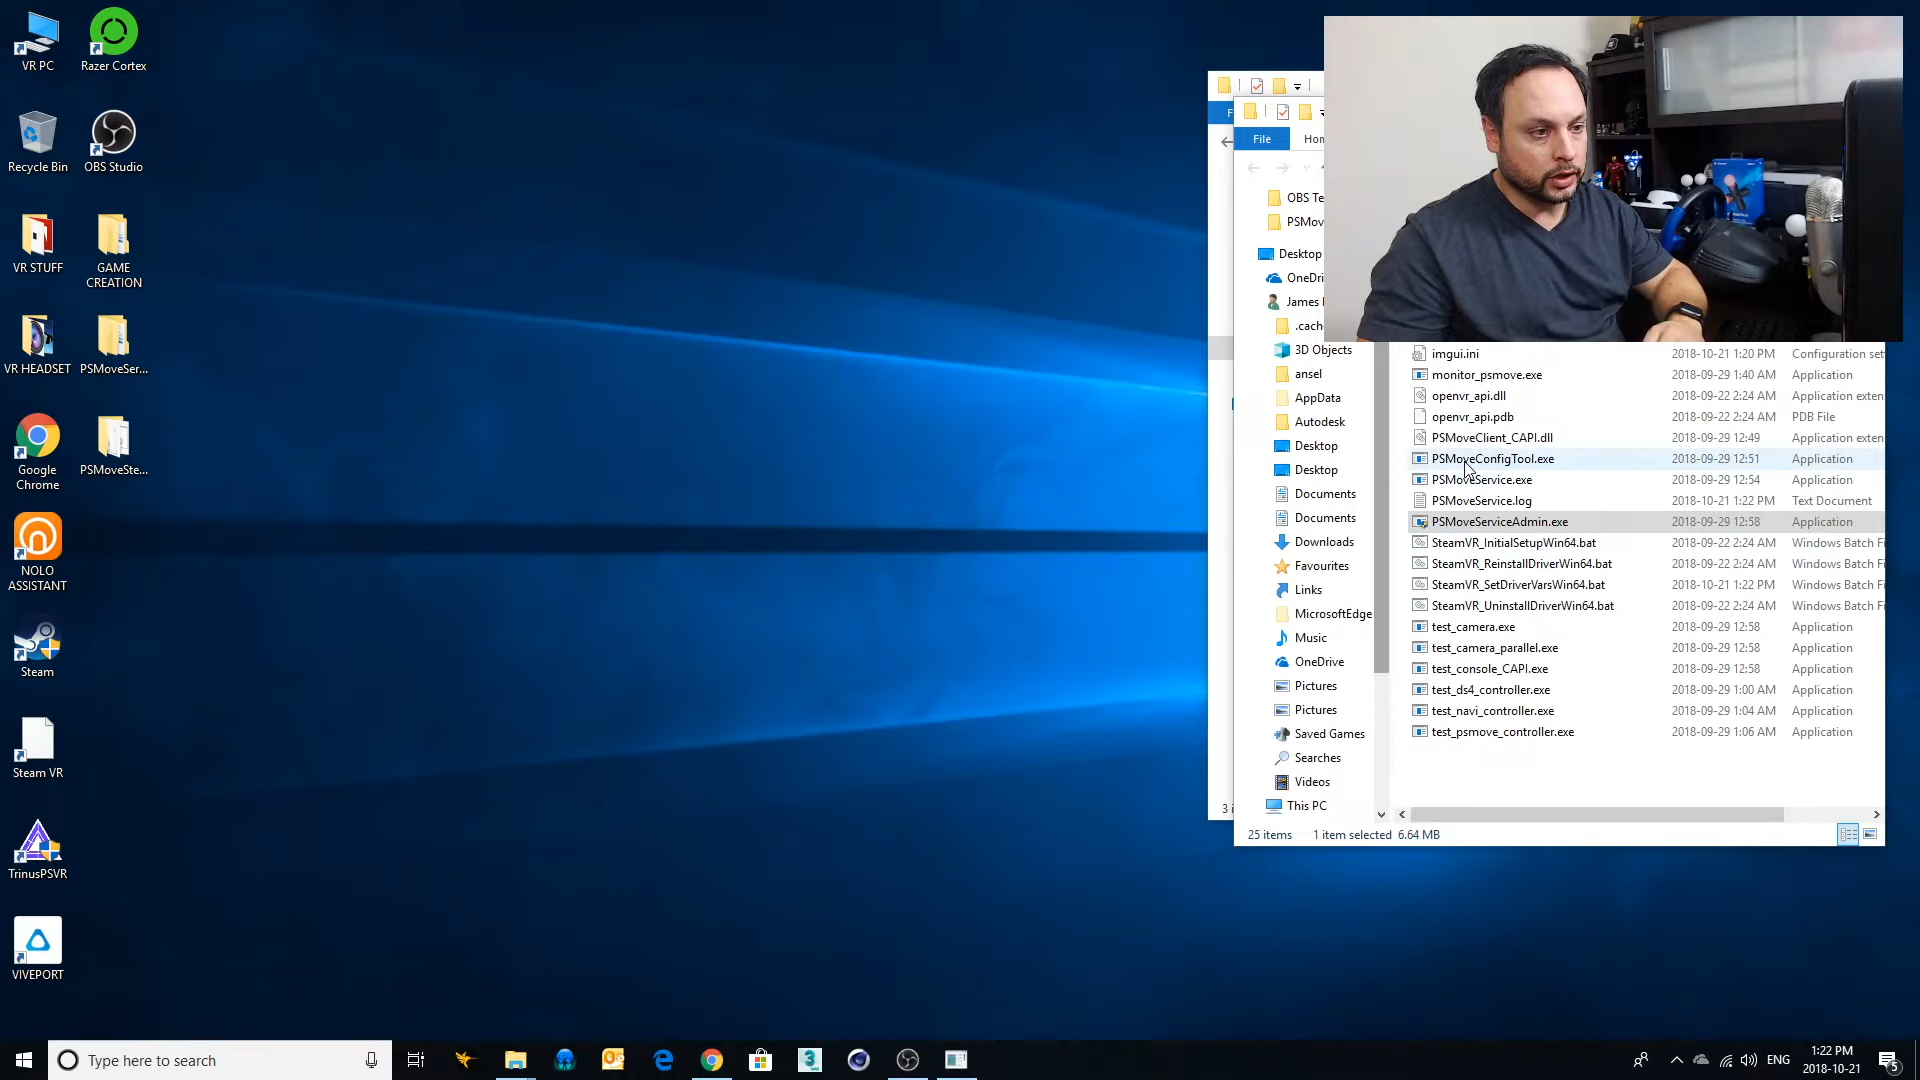 VR PC
Razer Cortex
Recycle Bin
OBS Studio
VR STUFF
GAME
CREATION
VR HEADSET
PSMoveSer...
Google
Chrome
PSMoveSte...
NOLO
ASSISTANT
Steam
Steam VR
TrinusPSVR
VIVEPORT
File
OBS Te
PSMov
Desktop
OneDri
James
.cach
3D Objects
ansel
AppData
Autodesk
Desktop
Desktop
Documents
Documents
Downloads
Favourites
Links
MicrosoftEdge
Music
OneDrive
Pictures
Pictures
Saved Games
Searches
Videos
This PC
imgui.ini 2018-10-21 1:20 PM Configuration set
monitor_psmove.exe 2018-09-29 1:40 AM Application
openvr_api.dll 2018-09-22 2:24 AM Application exten
openvr_api.pdb 2018-09-22 2:24 AM PDB File
PSMoveClient_CAPI.dll 2018-09-29 12:49 Application exten
PSMoveConfigTool.exe 2018-09-29 12:51 Application
PSMoveService.exe 2018-09-29 12:54 Application
PSMoveService.log 2018-10-21 1:22 PM Text Document
PSMoveServiceAdmin.exe 2018-09-29 12:58 Application
SteamVR_InitialSetupWin64.bat 2018-09-22 2:24 AM Windows Batch Fi
SteamVR_ReinstallDriverWin64.bat 2018-09-22 2:24 AM Windows Batch Fi
SteamVR_SetDriverVarsWin64.bat 2018-10-21 1:22 PM Windows Batch Fi
SteamVR_UninstallDriverWin64.bat 2018-09-22 2:24 AM Windows Batch Fi
test_camera.exe 2018-09-29 12:58 Application
test_camera_parallel.exe 2018-09-29 12:58 Application
test_console_CAPI.exe 2018-09-29 12:58 Application
test_ds4_controller.exe 2018-09-29 1:00 AM Application
test_navi_controller.exe 2018-09-29 1:04 AM Application
test_psmove_controller.exe 2018-09-29 1:06 AM Application
25 items 1 item selected 6.64 MB
Type here to search
ENG
1:22 PM
2018-10-21
5